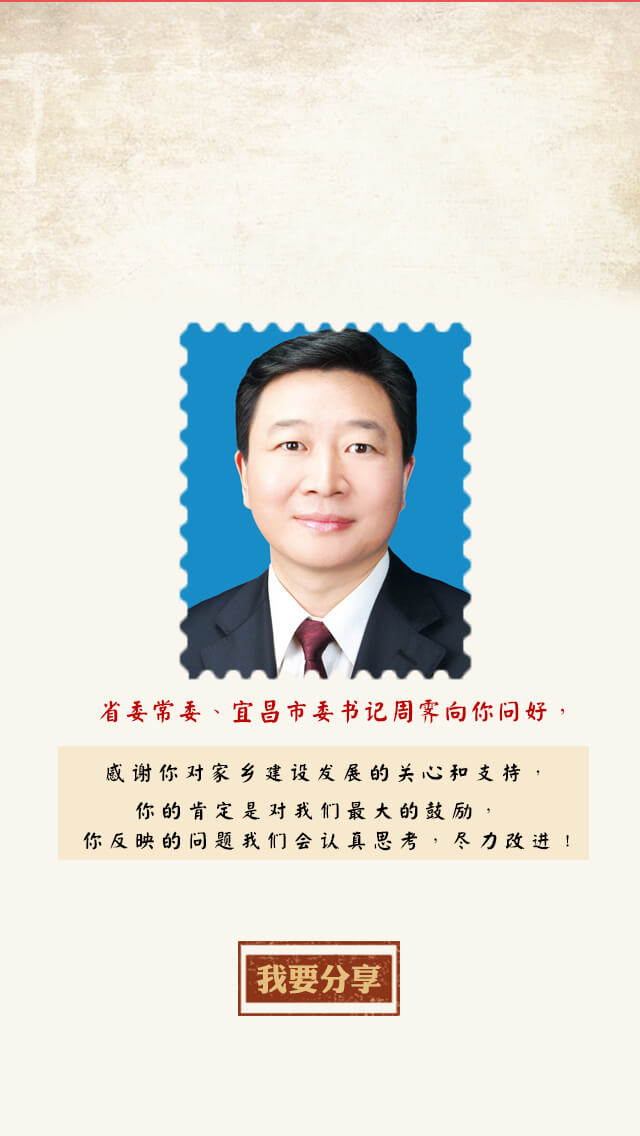 省委常委、宜昌市委书记周霁向你问好，
感谢你对家乡建设发展的关心和支持，
你的肯定是对我们最大的鼓励，
你反映的问题我们会认真思考，尽力改进！
我要分享